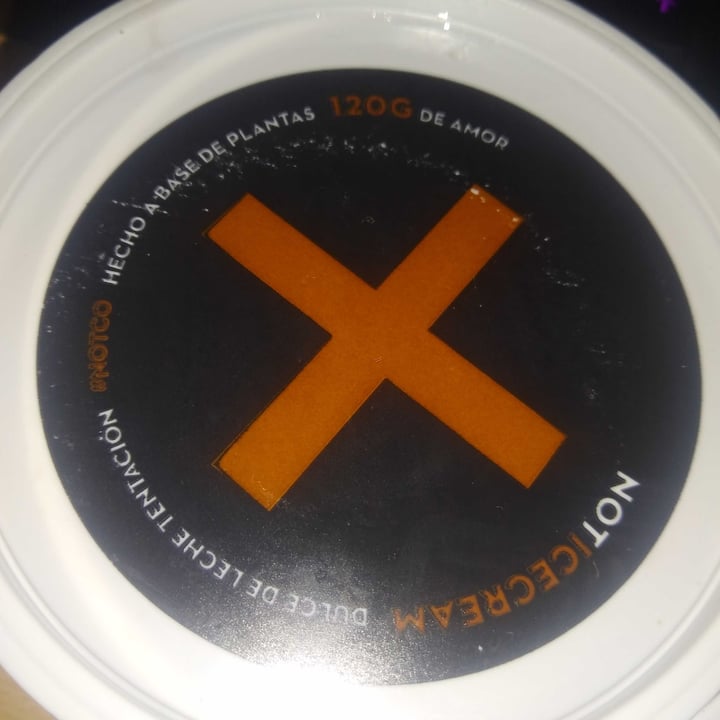 #NOTCO HECHO A BASE DE PLANTAS 120G DE AMOR
NOTICECREAM DULCE DE LECHE TENTACIÓN